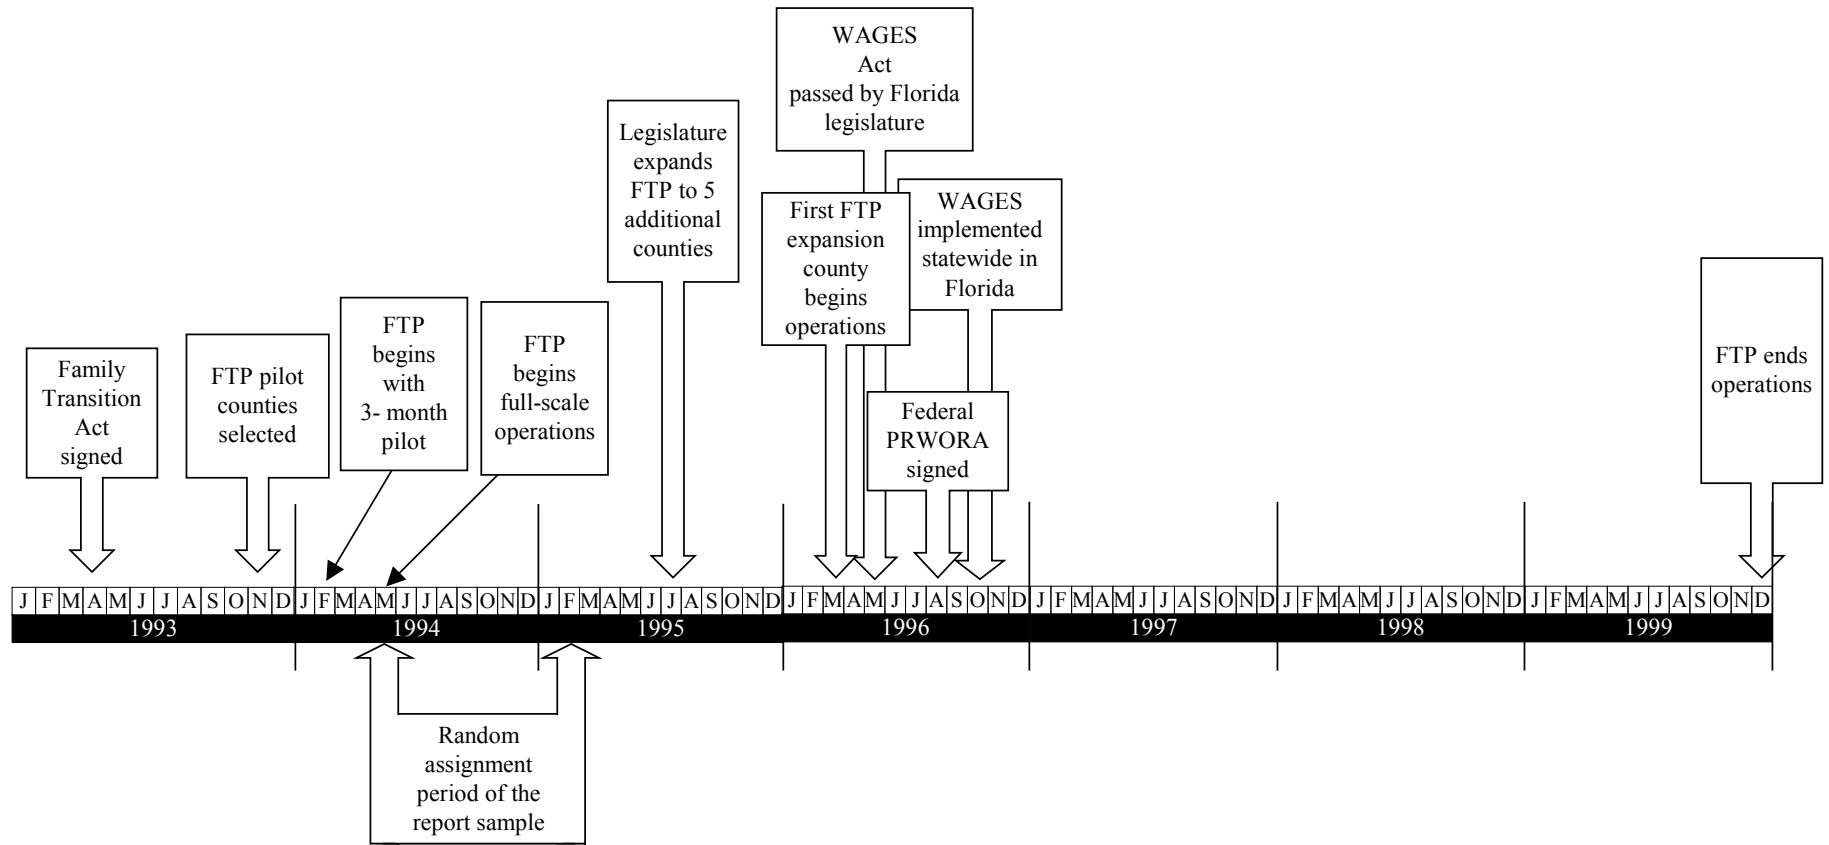 WAGES
Act
passed by Florida
legislature
Legislature
expands
FTP to 5
additional
counties
First FTP
expansion
county
begins
operations
WAGES
implemented
statewide in
Florida
Family
Transition
Act
signed
FTP pilot
counties
selected
FTP
begins
with
3- month
pilot
FTP
begins
full-scale
operations
Federal
PRWORA
signed
FTP ends
operations
J F M A M J J A S O N D J F M A M J J A S O N D J F M A M J J A S O N D J F M A M J J A S O N D J F M A M J J A S O N D J F M A M J J A S O N D J F M A M J J A S O N D
1993 1994 1995 1996 1997 1998 1999
Random
assignment
period of the
report sample